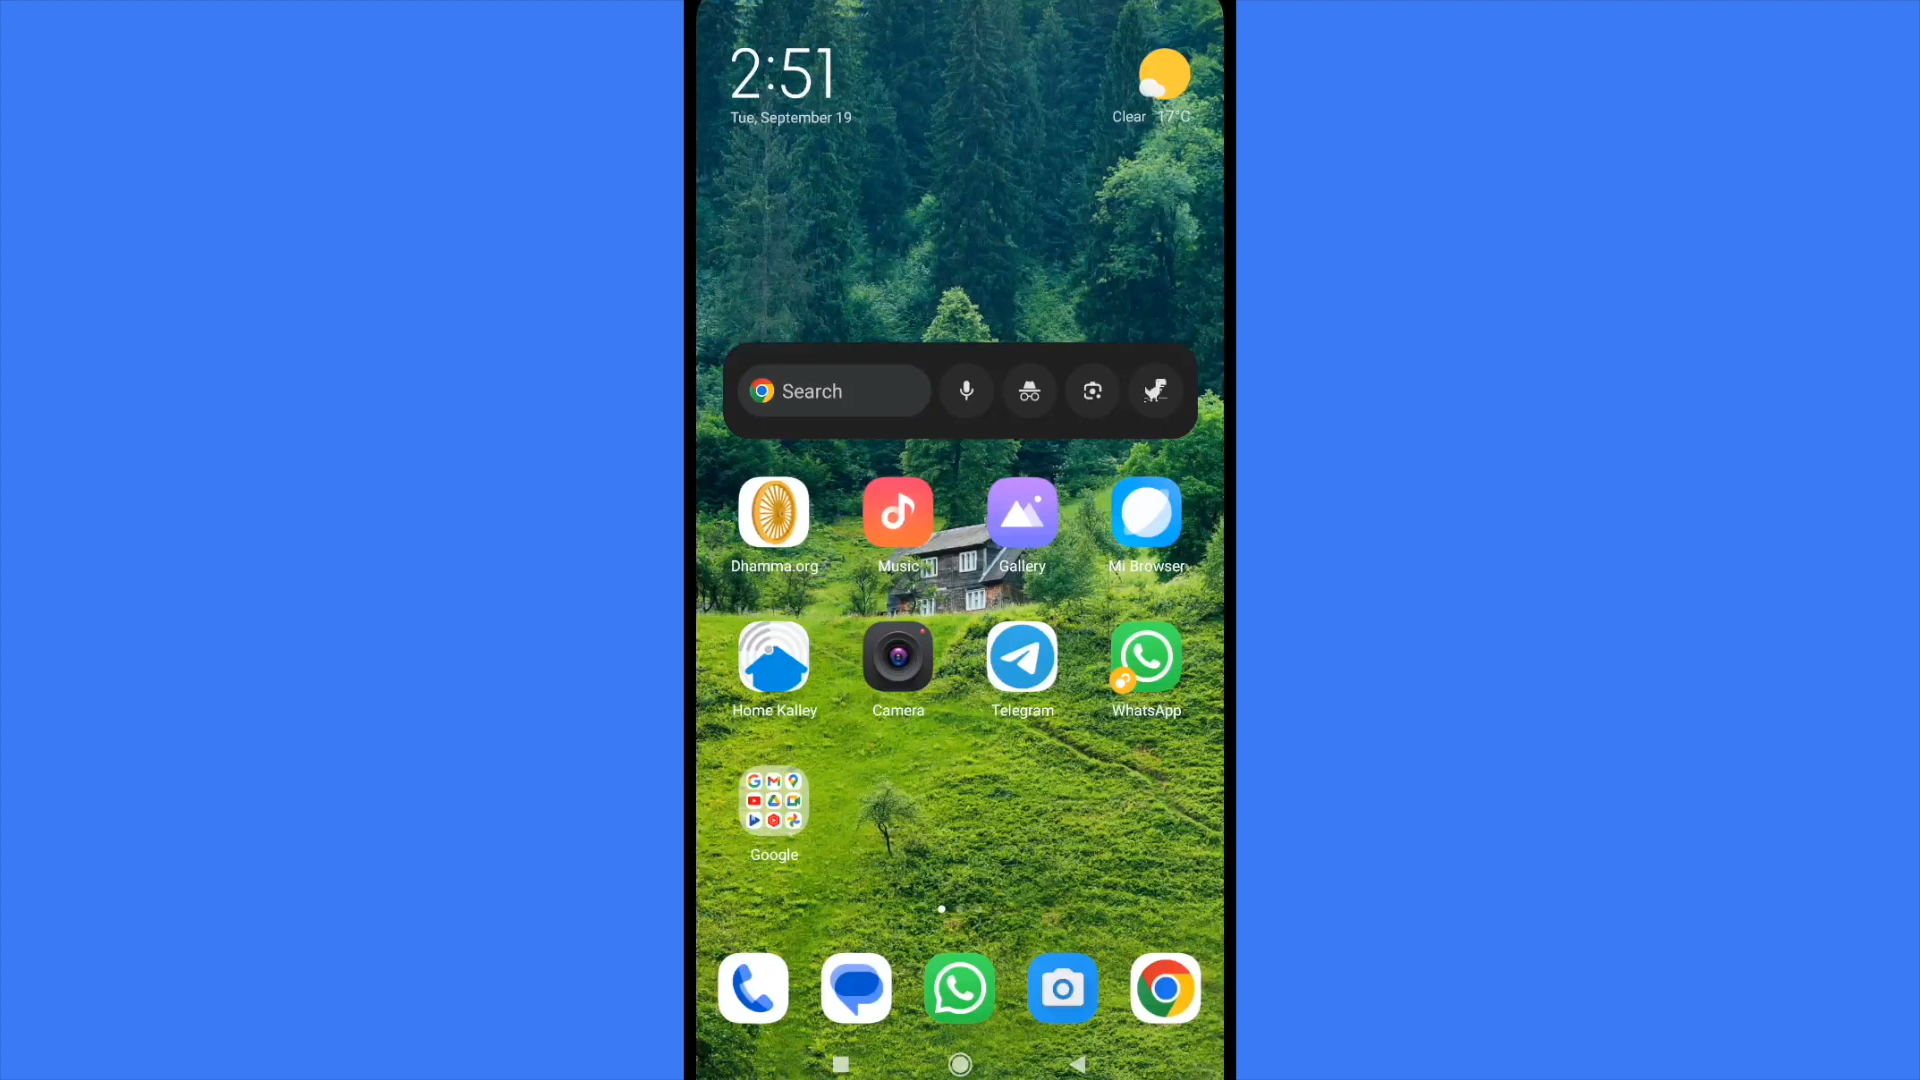 2:51
Tue, September 19
Clear 17°C
Search
Dhamma.org
Music
Gallery
Mi Browser
Home Kalley
Camera
Telegram
WhatsApp
Google